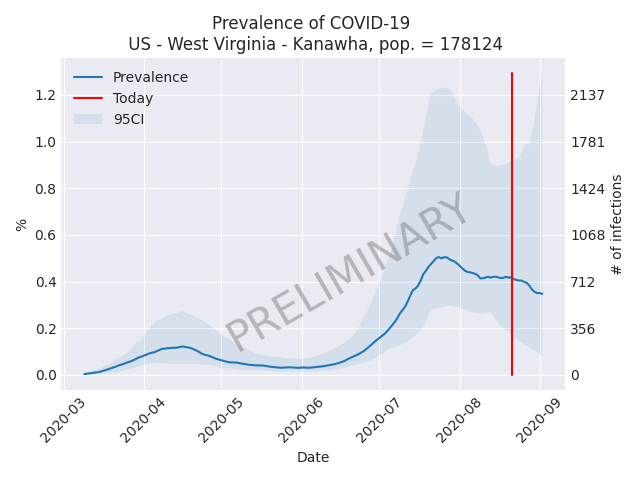 Prevalence of COVID-19
US - West Virginia - Kanawha, pop. = 178124
Prevalence
Today
95CI
1.2
1.0
0.8
0.6
0.4
0.2
0.0
%
2137
1781
1424
1068
712
356
0
# of infections
PRELIMINARY
2020-03
2020-04
2020-05
2020-06
2020-07
2020-08
2020-09
Date